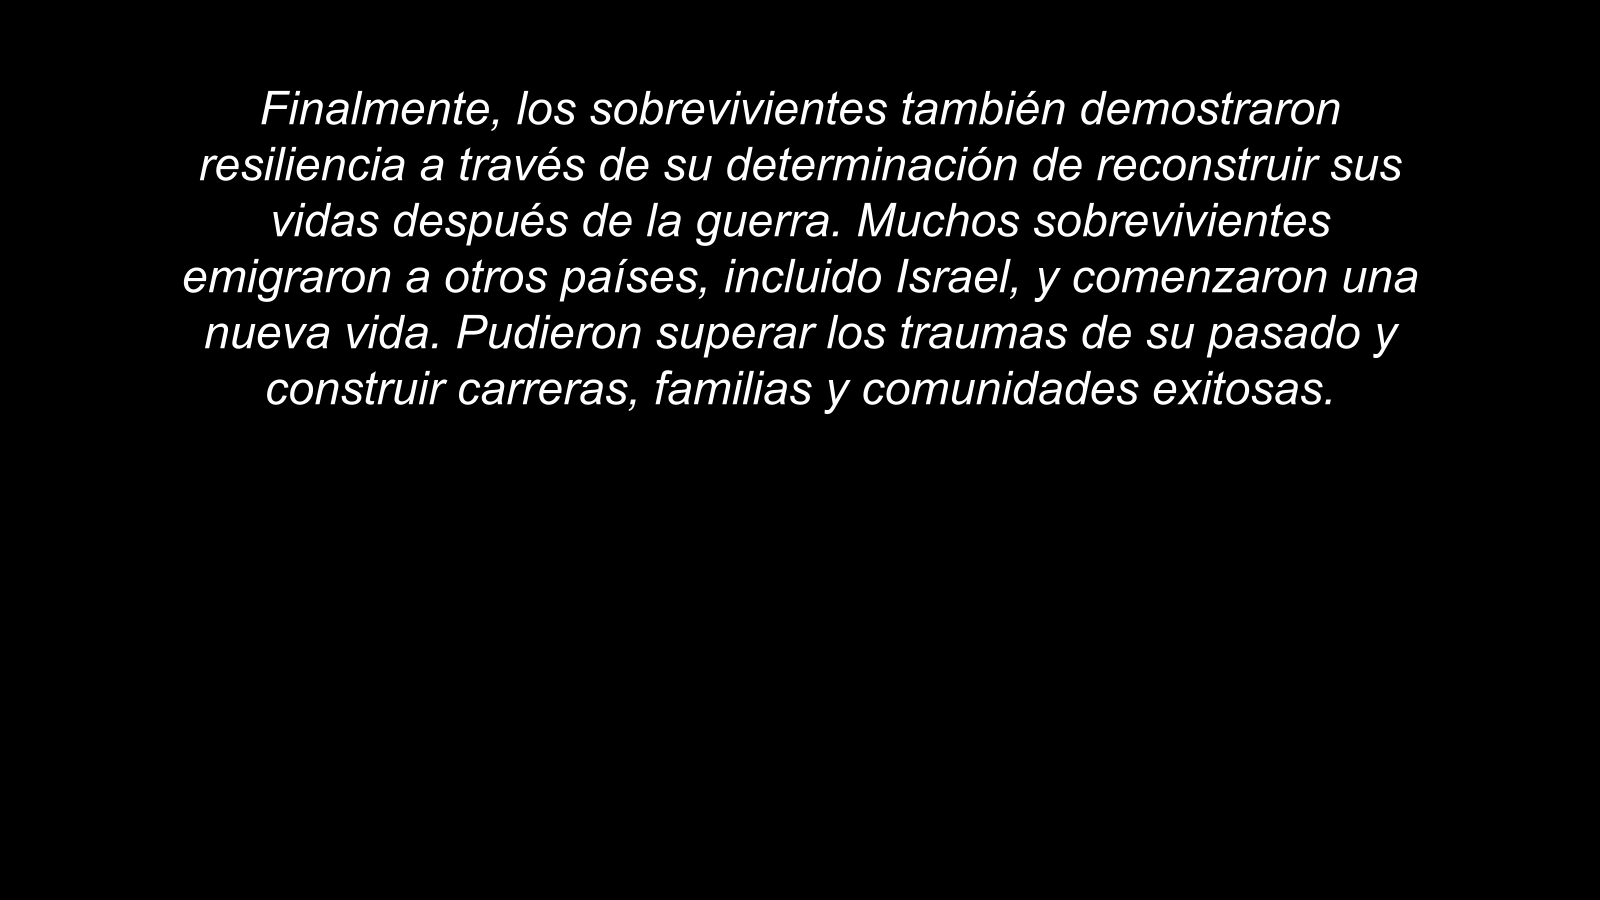 Finalmente, los sobrevivientes también demostraron
resiliencia a través de su determinación de reconstruir sus
vidas después de la guerra. Muchos sobrevivientes
emigraron a otros países, incluido Israel, y comenzaron una
nueva vida. Pudieron superar los traumas de su pasado y
construir carreras, familias y comunidades exitosas.